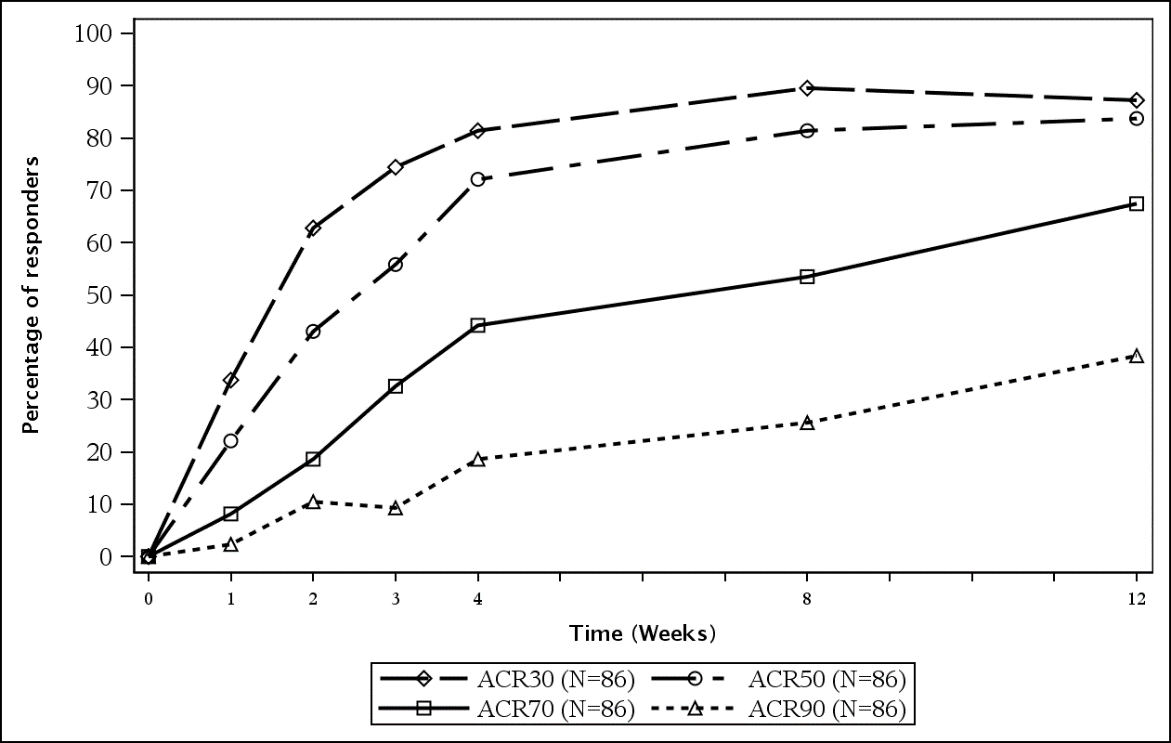 100
90
80
70
60
50
40
30
20
10
0
Percentage of responders
0 1 2 3 4 8 12
Time (Weeks)
ACR30 (N=86) ACR50 (N=86)
ACR70 (N=86) ACR90 (N=86)